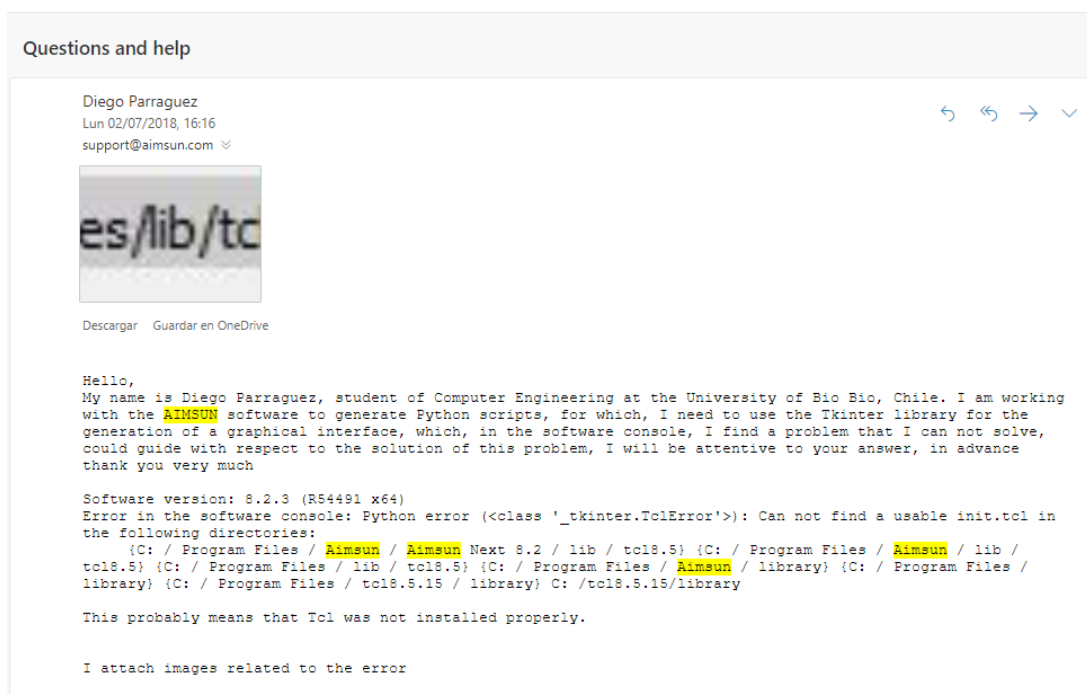 Questions and help
Diego Parraguez
Lun 02/07/2018, 16:16
support@aimsun.com
es/lib/tc
Descargar Guardar en OneDrive
Hello,
My name is Diego Parraguez, student of Computer Engineering at the University of Bio Bio, Chile. I am working
with the AIMSUN software to generate Python scripts, for which, I need to use the Tkinter library for the
generation of a graphical interface, which, in the software console, I find a problem that I can not solve,
could guide with respect to the solution of this problem, I will be attentive to your answer, in advance
thank you very much
Software version: 8.2.3 (R54491 x64)
Error in the software console: Python error (<class '_tkinter.TclError'>): Can not find a usable init.tcl in
the following directories:
{C: / Program Files / Aimsun / Aimsun Next 8.2 / lib / tcl8.5} {C: / Program Files / Aimsun / lib /
tcl8.5} {C: / Program Files / lib / tcl8.5} {C: / Program Files / Aimsun / library} {C: / Program Files /
library} {C: / Program Files / tcl8.5.15 / library} C: /tcl8.5.15/library
This probably means that Tcl was not installed properly.
I attach images related to the error